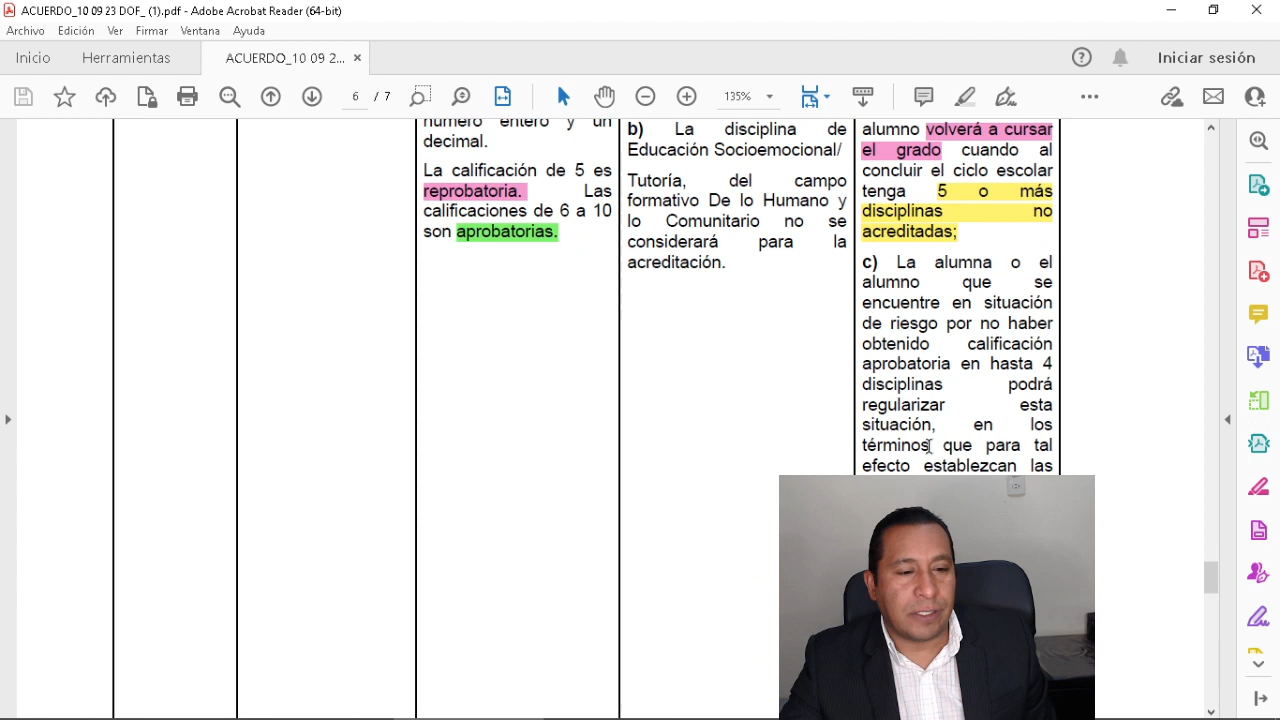 ACUERDO_10 09 23 DOF_ (1).pdf - Adobe Acrobat Reader (64-bit)
Archivo Edición Ver Firmar Ventana Ayuda
Inicio Herramientas ACUERDO_10 09 2... Iniciar sesión
6 / 7 135%
número entero y un
decimal.
La calificación de 5 es
reprobatoria. Las
calificaciones de 6 a 10
son aprobatorias.
b) La disciplina de
Educación Socioemocional/
Tutoría, del campo
formativo De lo Humano y
lo Comunitario no se
considerará para la
acreditación.
alumno volverá a cursar
el grado cuando al
concluir el ciclo escolar
tenga 5 o más
disciplinas no
acreditadas;
c) La alumna o el
alumno que se
encuentre en situación
de riesgo por no haber
obtenido calificación
aprobatoria en hasta 4
disciplinas podrá
regularizar esta
situación, en los
términos que para tal
efecto establezcan las